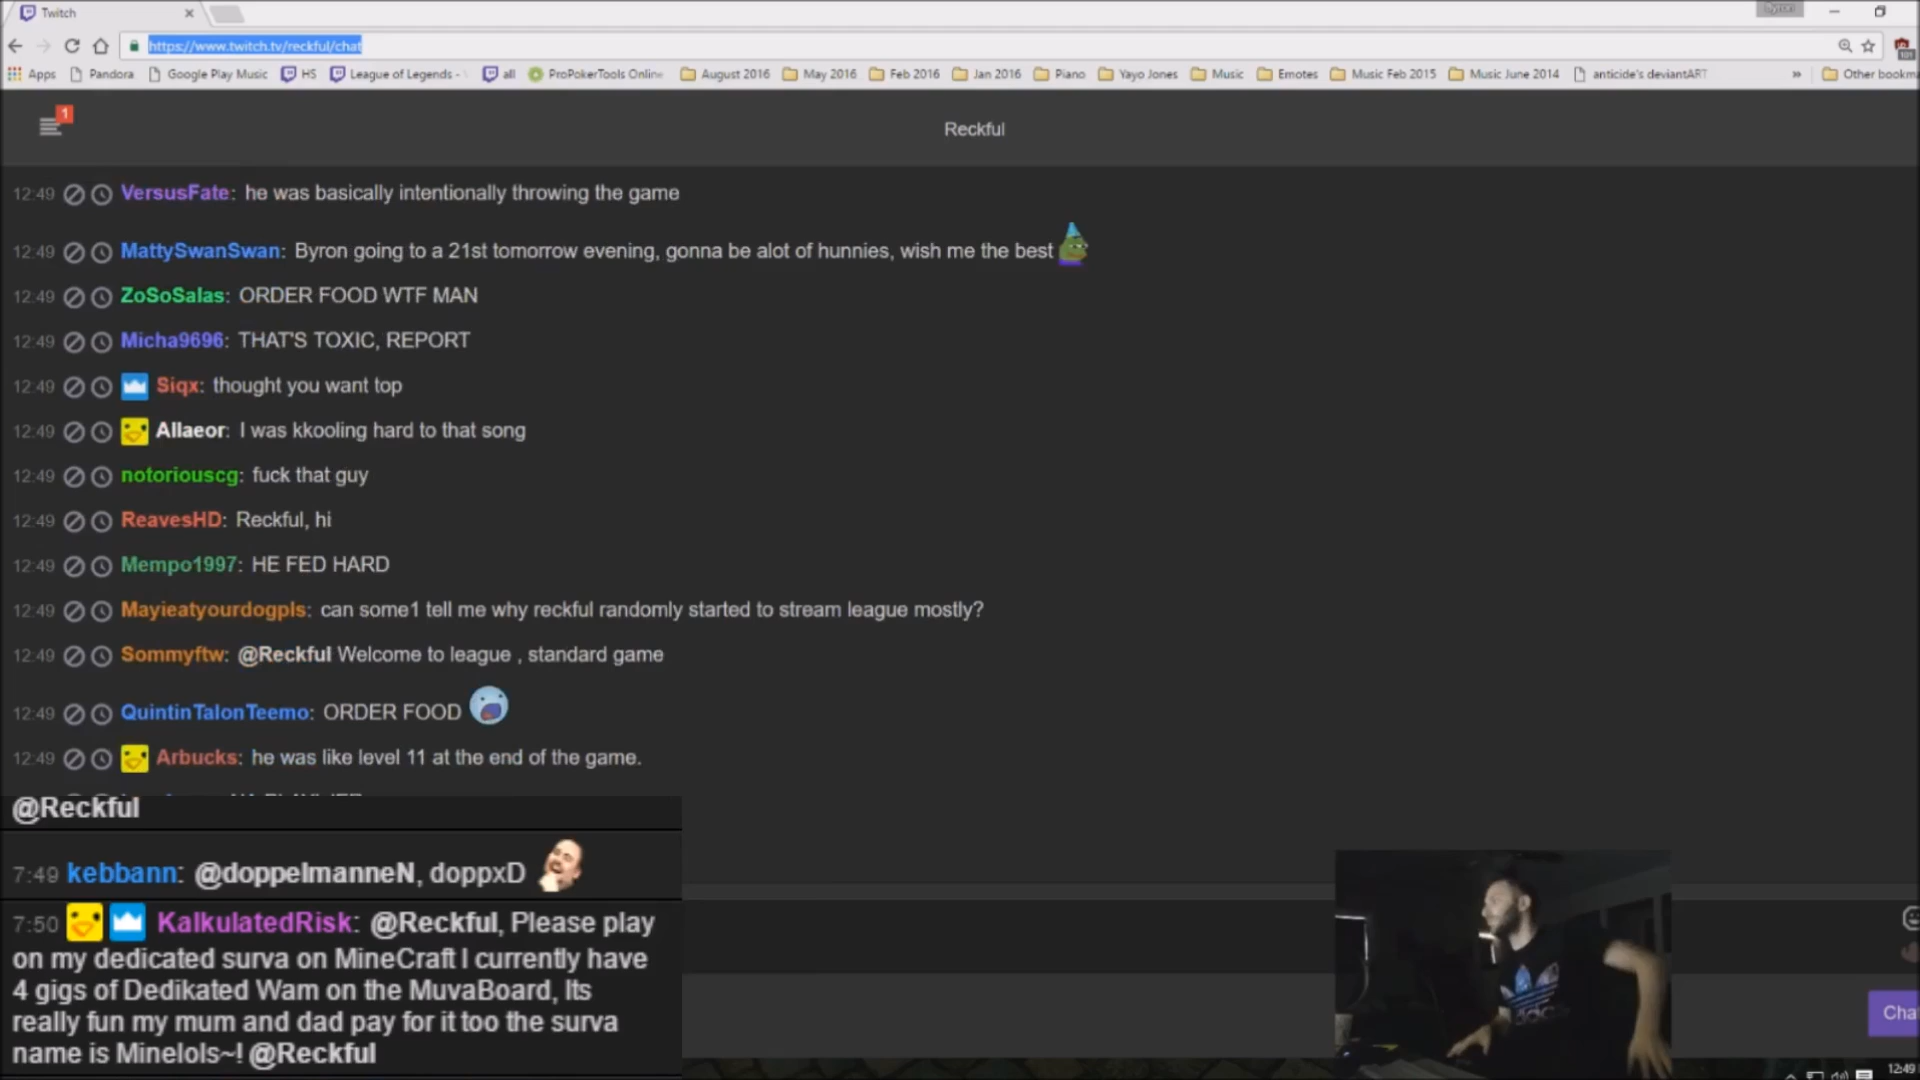 Twitch
Byron
https://www.twitch.tv/reckful/chat
Apps Pandora Google Play Music HS League of Legends - all ProPokerTools Online August 2016 May 2016 Feb 2016 Jan 2016 Piano Yayo Jones Music Emotes Music Feb 2015 Music June 2014 anticide's deviantART » Other bookma
1
Reckful
12:49 VersusFate: he was basically intentionally throwing the game
12:49 MattySwanSwan: Byron going to a 21st tomorrow evening, gonna be alot of hunnies, wish me the best
12:49 ZoSoSalas: ORDER FOOD WTF MAN
12:49 Micha9696: THAT'S TOXIC, REPORT
12:49 Siqx: thought you want top
12:49 Allaeor: I was kkooling hard to that song
12:49 notoriouscg: fuck that guy
12:49 ReavesHD: Reckful, hi
12:49 Mempo1997: HE FED HARD
12:49 Mayieatyourdogpls: can some1 tell me why reckful randomly started to stream league mostly?
12:49 Sommyftw: @Reckful Welcome to league , standard game
12:49 QuintinTalonTeemo: ORDER FOOD
12:49 Arbucks: he was like level 11 at the end of the game.
@Reckful
7:49 kebbann: @doppelmanneN, doppxD
7:50 KalkulatedRisk: @Reckful, Please play
on my dedicated surva on MineCraft I currently have
4 gigs of Dedikated Wam on the MuvaBoard, Its
really fun my mum and dad pay for it too the surva
name is Minelols~! @Reckful
adidas
Cha
12:49